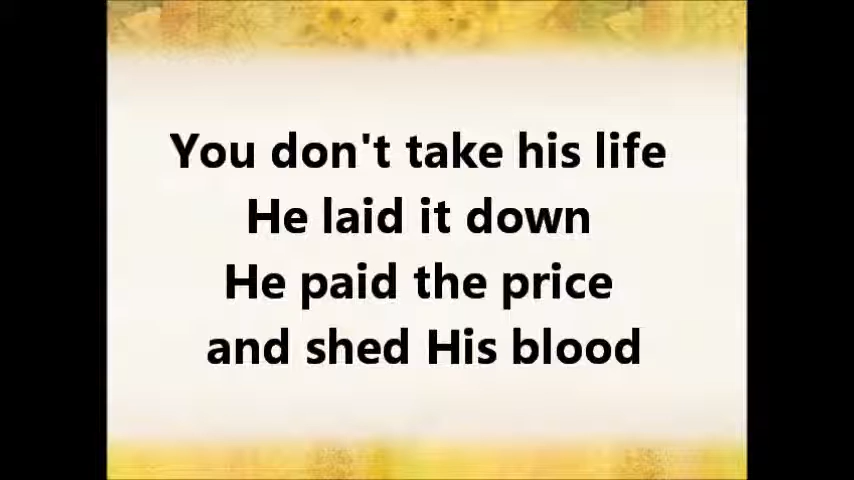 You don't take his life
He laid it down
He paid the price
and shed His blood